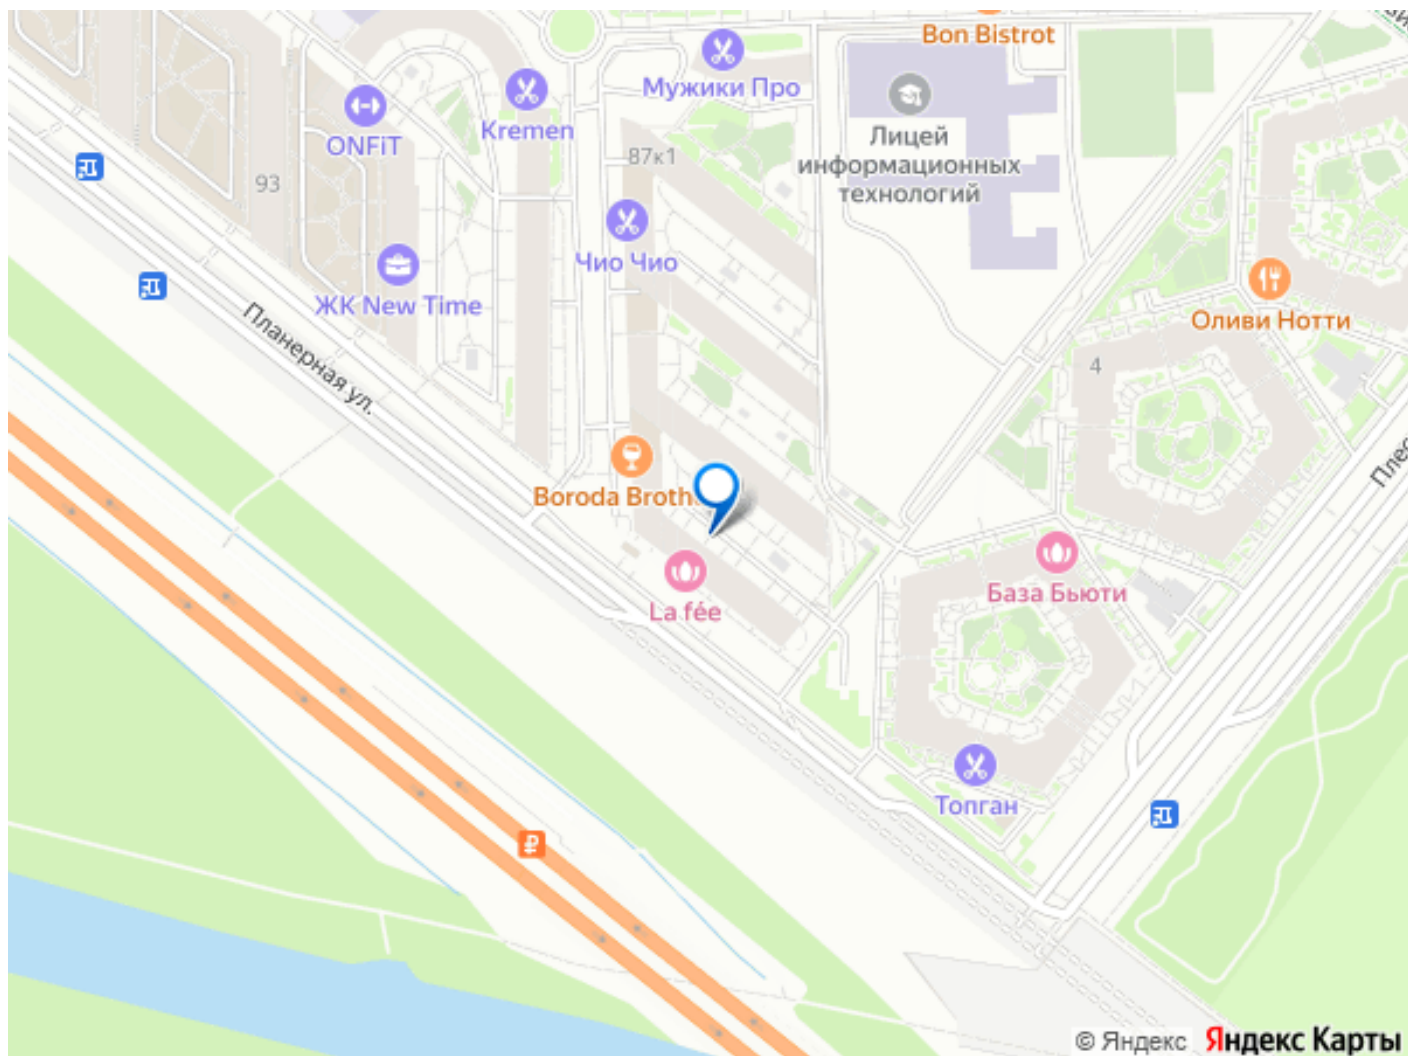 Bon Bistrot
Мужики Про
Kremen
ONFiT
Лицей
информационных
технологий
87к1
93
Чио Чио
ЖК New Time
Оливи Нотти
Планерная ул.
4
Boroda Broth
База Бьюти
La fée
Топган
₽
© Яндекс
Яндекс Карты